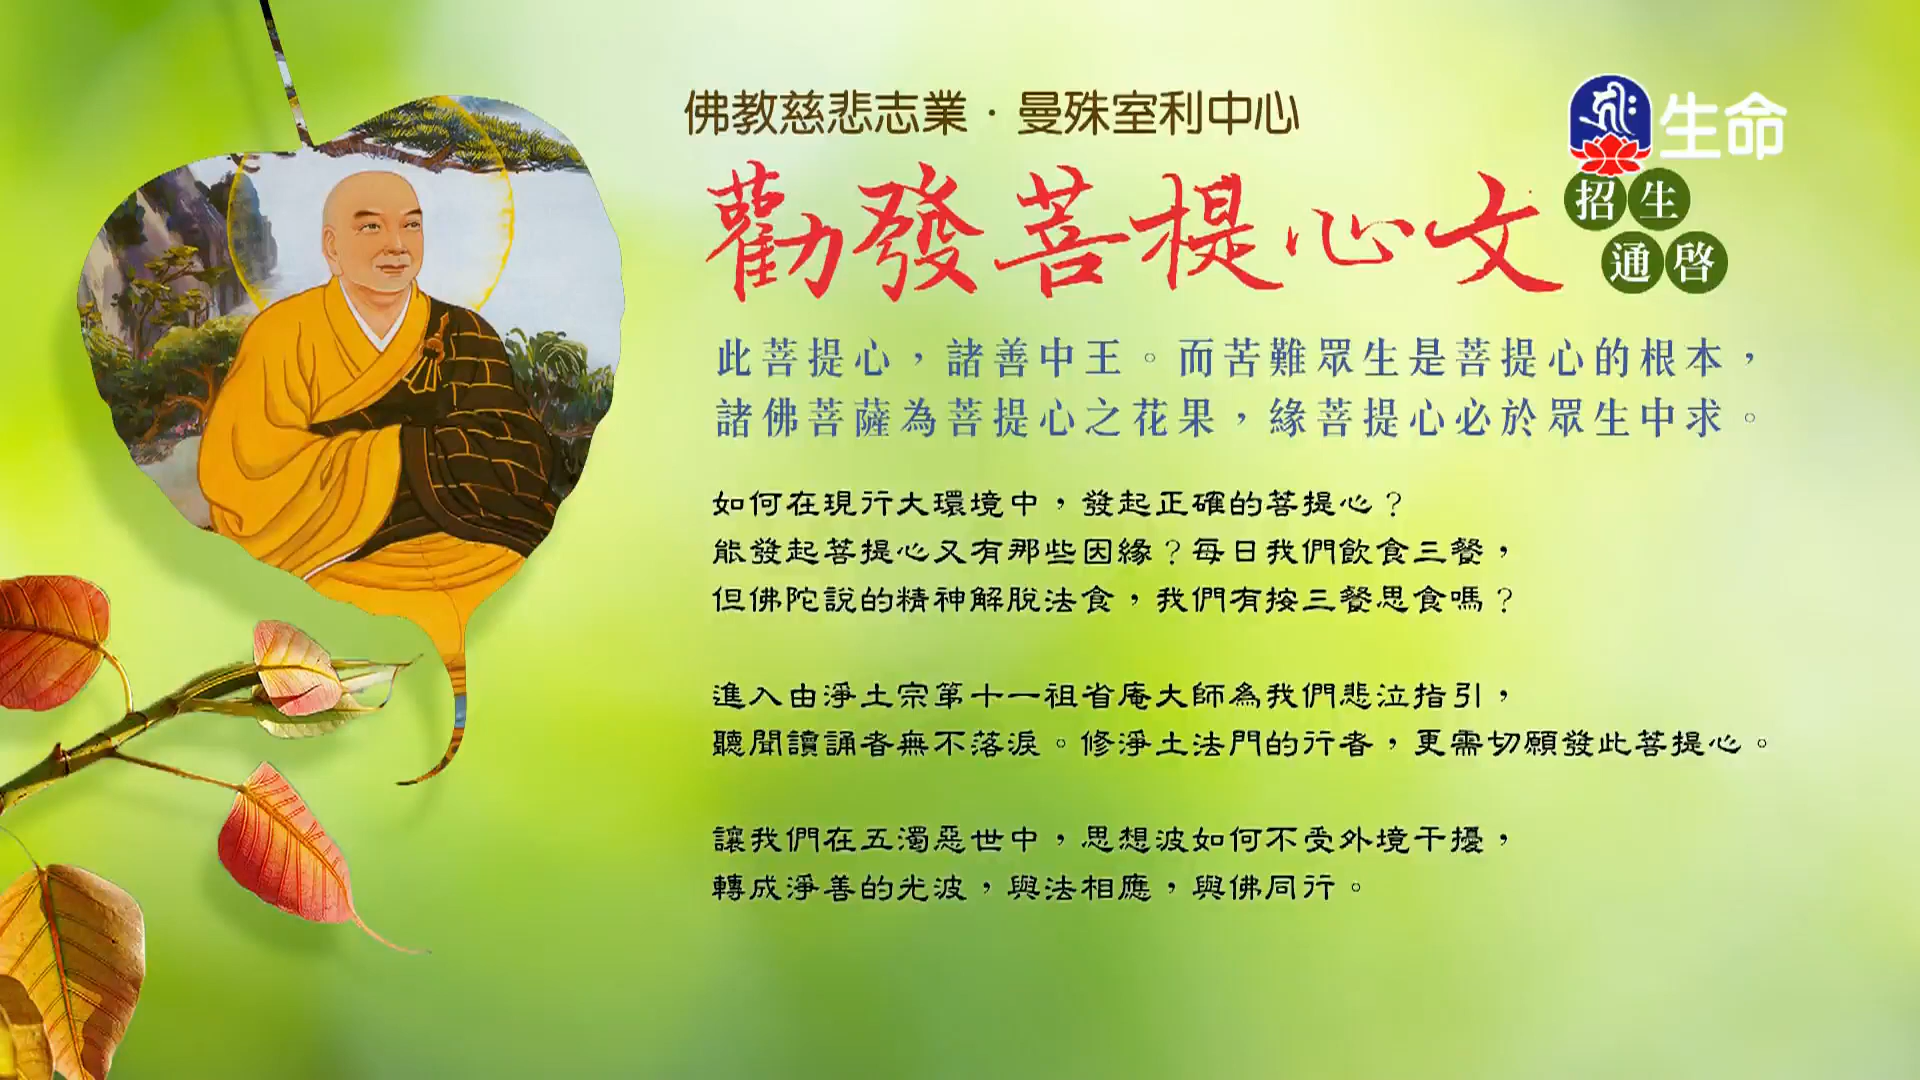 佛教慈悲志業·曼殊室利中心
生命
勸發菩提心文
招生
通啓
此菩提心，諸善中王。而苦難眾生是菩提心的根本，
諸佛菩薩為菩提心之花果，緣菩提心必於眾生中求。
如何在現行大環境中，發起正確的菩提心？
能發起菩提心又有那些因緣？每日我們飲食三餐，
但佛陀說的精神解脫法食，我們有按三餐思食嗎？
進入由淨土宗第十一祖省庵大師為我們悲泣指引，
聽聞讀誦者無不落淚。修淨土法門的行者，更需切願發此菩提心。
讓我們在五濁惡世中，思想波如何不受外境干擾，
轉成淨善的光波，與法相應，與佛同行。